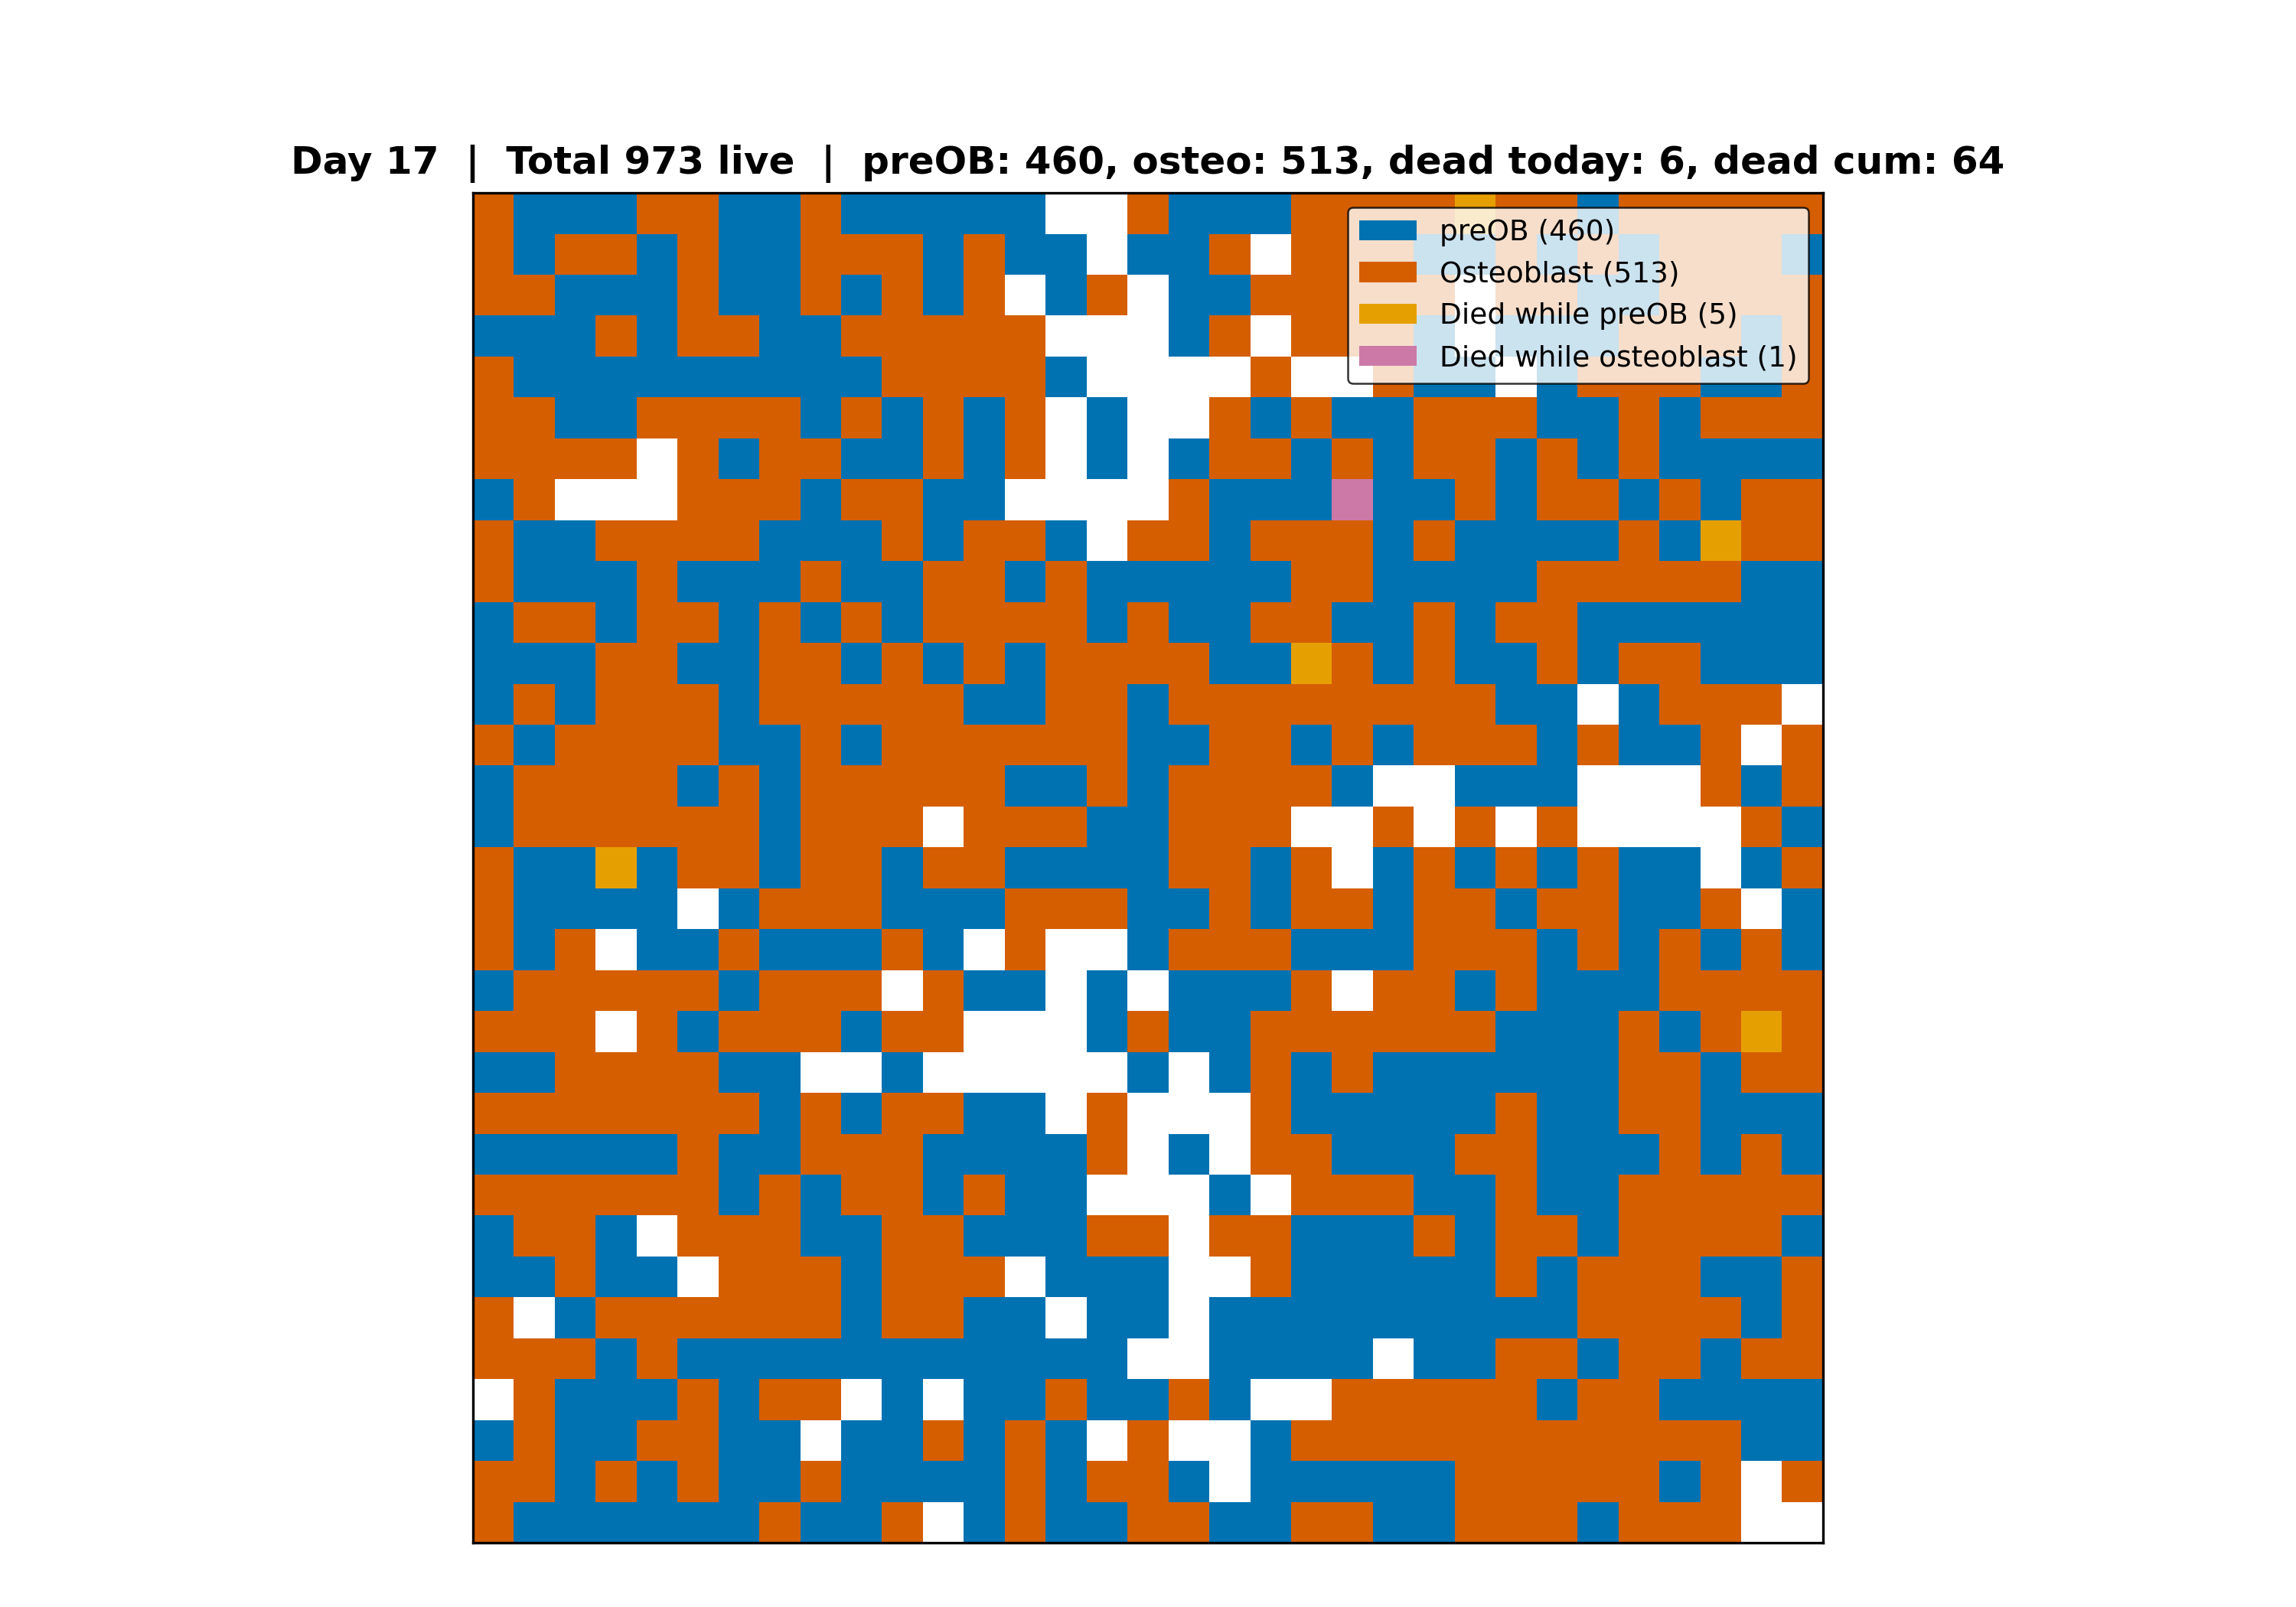 Day 17 | Total 973 live | preOB: 460, osteo: 513, dead today: 6, dead cum: 64
preOB (460)
Osteoblast (513)
Died while preOB (5)
Died while osteoblast (1)